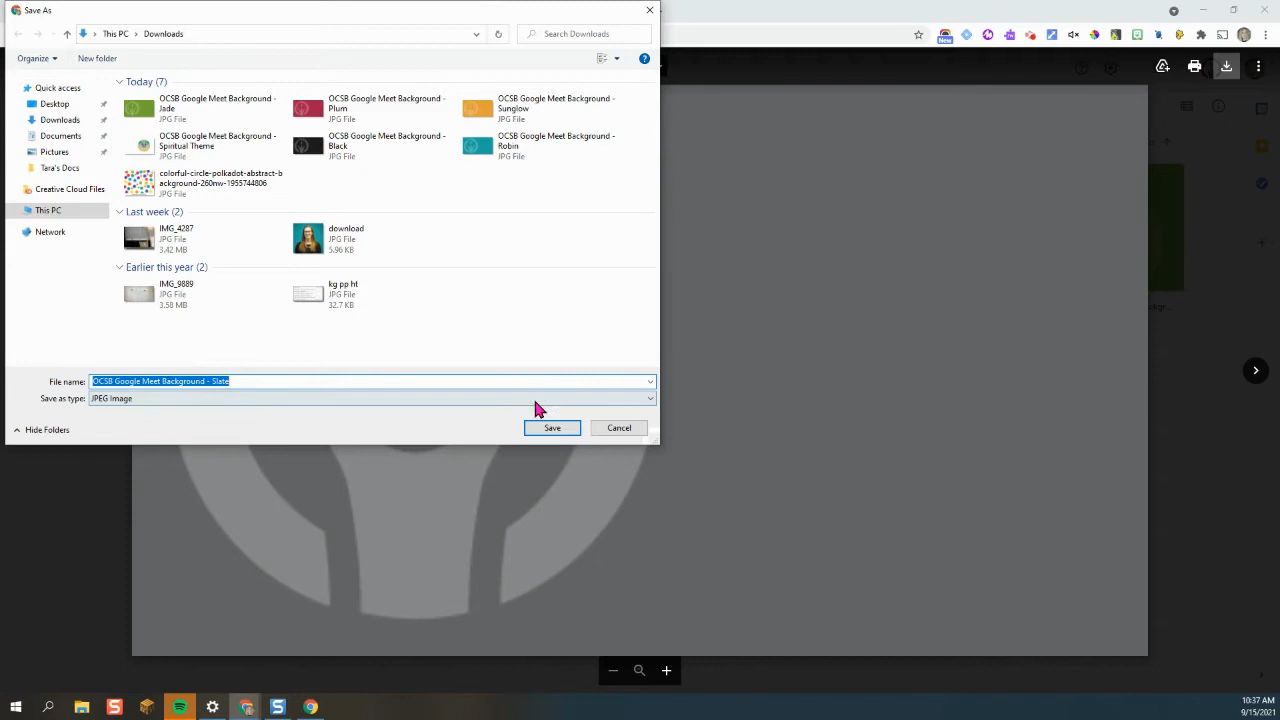 Save As
This PC
Downloads
Search Downloads
Organize
New folder
New
Quick access
Desktop
Downloads
Documents
Pictures
Tara's Docs
Creative Cloud Files
This PC
Network
Today (7)
OCSB Google Meet Background -
Jade
JPG File
OCSB Google Meet Background -
Plum
JPG File
OCSB Google Meet Background -
Sunglow
JPG File
OCSB Google Meet Background -
Spiritual Theme
JPG File
OCSB Google Meet Background -
Black
JPG File
OCSB Google Meet Background -
Robin
JPG File
colorful-circle-polkadot-abstract-b
ackground-260nw-1955744806
JPG File
Last week (2)
IMG_4287
JPG File
3.42 MB
download
JPG File
5.96 KB
Earlier this year (2)
IMG_9889
JPG File
3.58 MB
kg pp ht
JPG File
32.7 KB
File name:
OCSB Google Meet Background - Slate
Save as type:
JPEG Image
Hide Folders
Save
Cancel
10:37 AM
9/15/2021